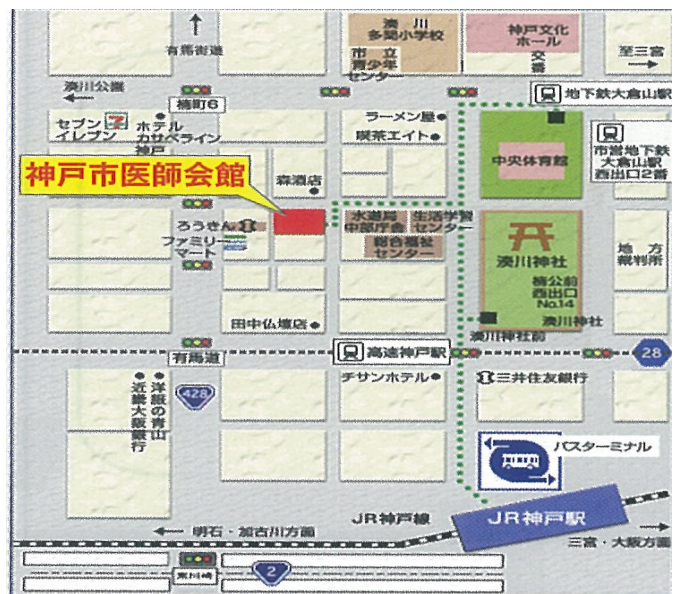 有馬街道
湊川
多聞小学校
市立
青少年
センター
神戸文化
ホール
交番
至三宮
湊川公園
楠町6
地下鉄大倉山駅
セブン
イレブン
7
ホテル
カサベライン
神戸
ラーメン屋
喫茶エイト
中央体育館
市営地下鉄
大倉山駅
西出口2番
神戸市医師会館
森酒店
ろうきん
ファミリー
マート
水道局
中部庁舎
生活学習
センター
総合福祉
センター
湊川神社
楠公前
西出口
No.14
湊川神社
湊川神社前
地方
裁判所
田中仏壇店
有馬道
高速神戸駅
28
チサンホテル
三井住友銀行
428
洋服の青山
近畿大阪銀行
バスターミナル
JR神戸線
JR神戸駅
明石・加古川方面
三宮・大阪方面
東川崎
2